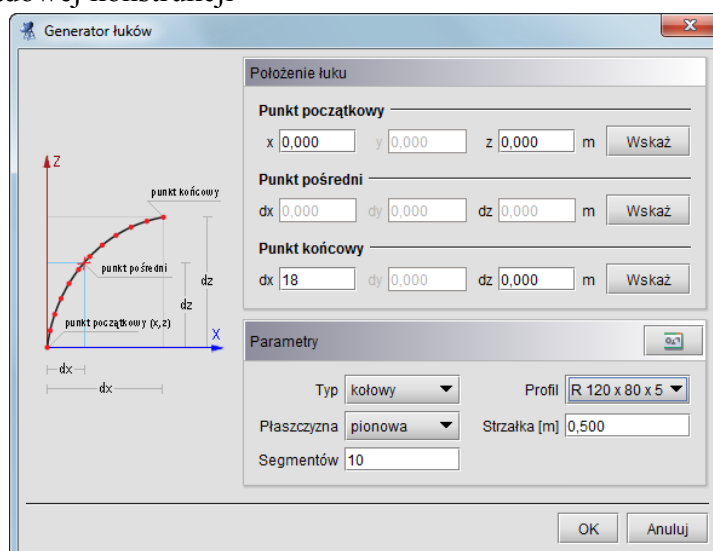 dowej konstrukcji
Generator łuków
Położenie łuku
Punkt początkowy
x 0,000 y 0,000 z 0,000 m Wskaż
Punkt pośredni
dx 0,000 dy 0,000 dz 0,000 m Wskaż
Punkt końcowy
dx 18 dy 0,000 dz 0,000 m Wskaż
Z
punkt końcowy
punkt pośredni
dz
dz
punkt początkowy (x,z)
X
dx
dx
Parametry
Typ kołowy Profil R 120 x 80 x 5
Płaszczyzna pionowa Strzałka [m] 0,500
Segmentów 10
OK Anuluj